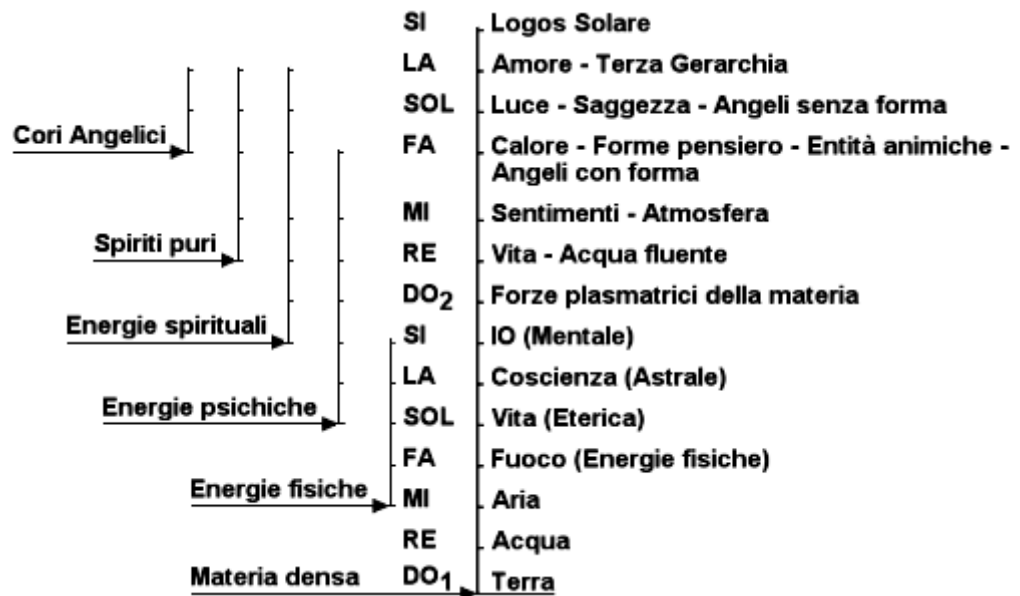 SI Logos Solare
LA Amore - Terza Gerarchia
SOL Luce - Saggezza - Angeli senza forma
Cori Angelici FA Calore - Forme pensiero - Entità animiche -
Angeli con forma
MI Sentimenti - Atmosfera
Spiriti puri RE Vita - Acqua fluente
DO2 Forze plasmatrici della materia
Energie spirituali SI IO (Mentale)
LA Coscienza (Astrale)
Energie psichiche SOL Vita (Eterica)
FA Fuoco (Energie fisiche)
Energie fisiche MI Aria
RE Acqua
Materia densa DO1 Terra